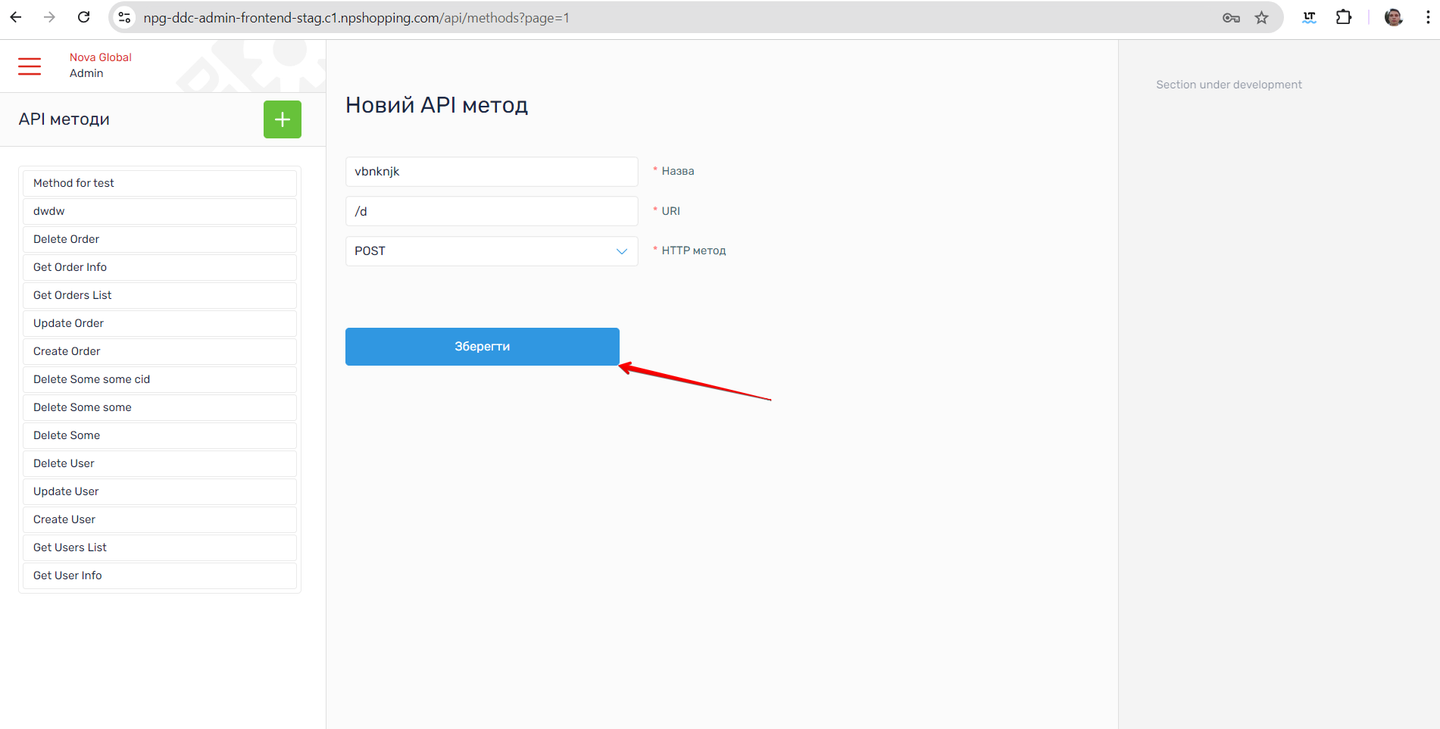 npg-ddc-admin-frontend-stag.c1.npshopping.com/api/methods?page=1
LT
Nova Global
Admin
API методи
Method for test
dwdw
Delete Order
Get Order Info
Get Orders List
Update Order
Create Order
Delete Some some cid
Delete Some some
Delete Some
Delete User
Update User
Create User
Get Users List
Get User Info
Новий API метод
vbnknjk * Назва
/d * URI
POST * HTTP метод
Зберегти
Section under development